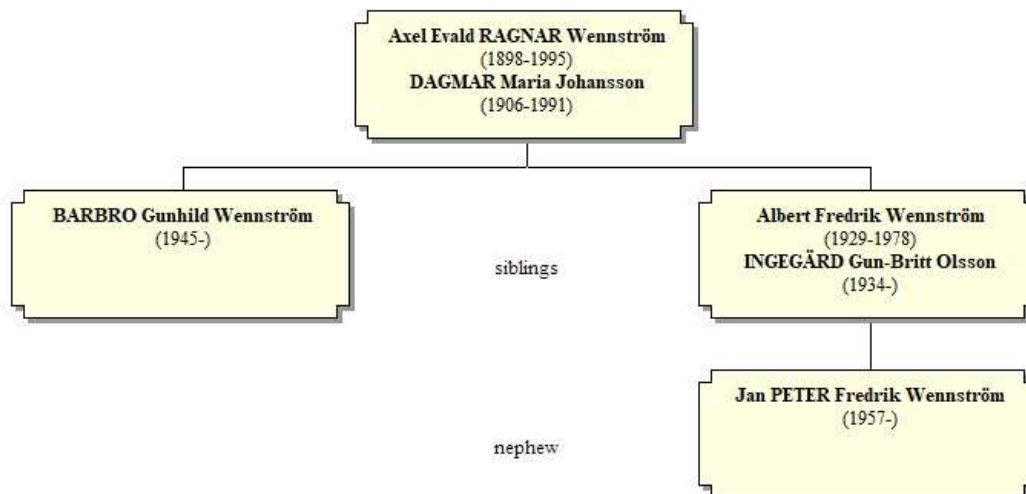 Axel Evald RAGNAR Wennström
(1898-1995)
DAGMAR Maria Johansson
(1906-1991)
BARBRO Gunhild Wennström
(1945-)
Albert Fredrik Wennström
(1929-1978)
INGEGÄRD Gun-Britt Olsson
(1934-)
siblings
Jan PETER Fredrik Wennström
(1957-)
nephew